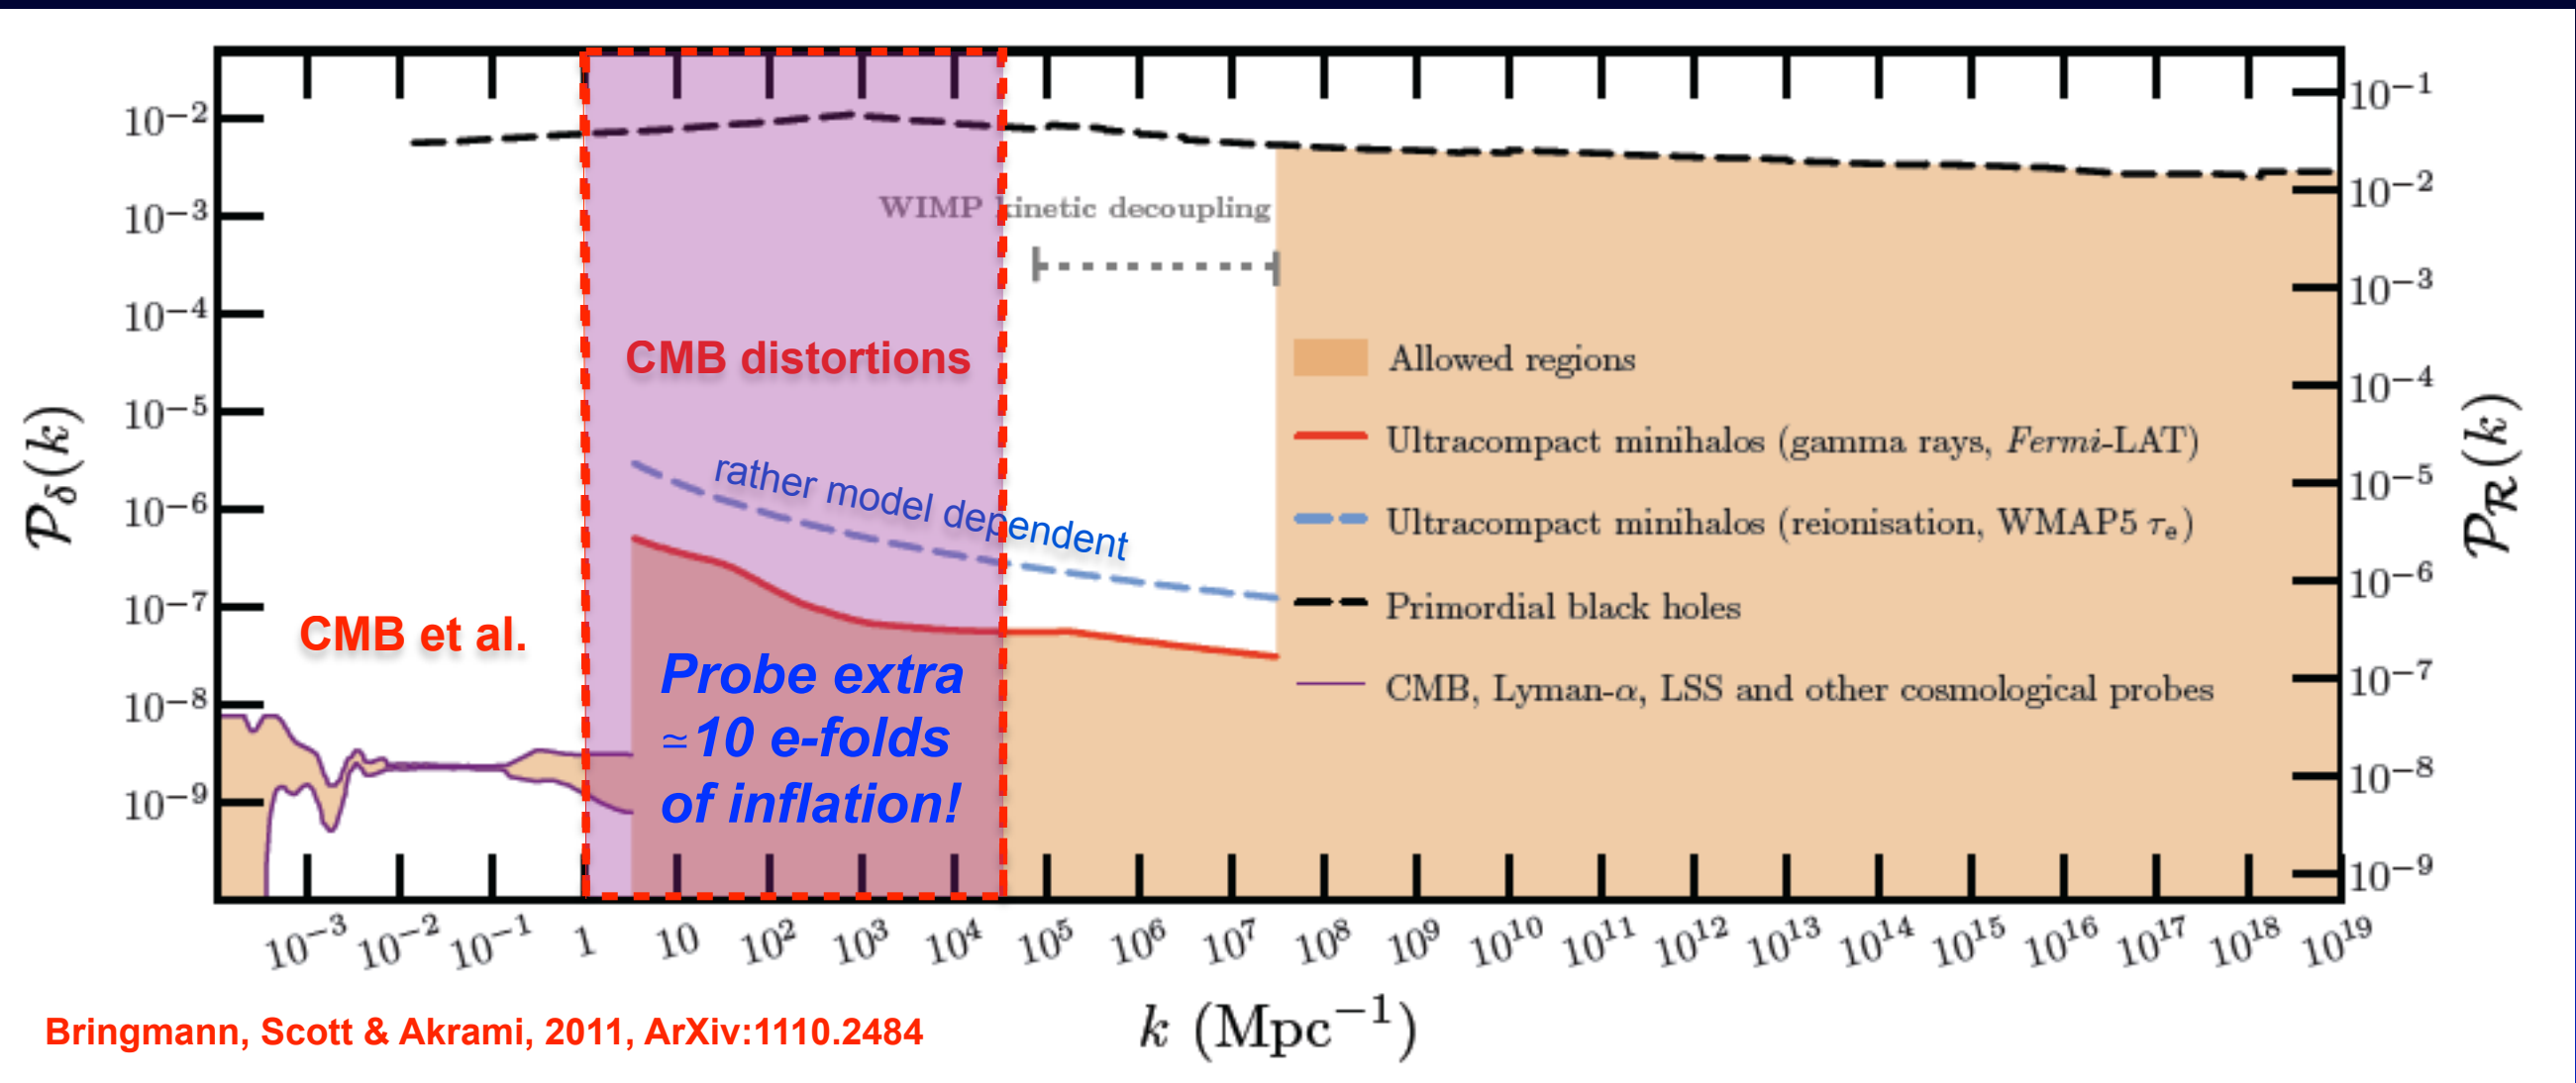 10⁻²
10⁻³
10⁻⁴
10⁻⁵
10⁻⁶
10⁻⁷
10⁻⁸
10⁻⁹
𝒫δ(k)
WIMP kinetic decoupling
CMB distortions
rather model dependent
CMB et al.
Probe extra
≃10 e-folds
of inflation!
Allowed regions
Ultracompact minihalos (gamma rays, Fermi-LAT)
Ultracompact minihalos (reionisation, WMAP5 τₑ)
Primordial black holes
CMB, Lyman-α, LSS and other cosmological probes
10⁻¹
10⁻²
10⁻³
10⁻⁴
10⁻⁵
10⁻⁶
10⁻⁷
10⁻⁸
10⁻⁹
𝒫ℛ(k)
10⁻³ 10⁻² 10⁻¹ 1 10 10² 10³ 10⁴ 10⁵ 10⁶ 10⁷ 10⁸ 10⁹ 10¹⁰ 10¹¹ 10¹² 10¹³ 10¹⁴ 10¹⁵ 10¹⁶ 10¹⁷ 10¹⁸ 10¹⁹
k (Mpc⁻¹)
Bringmann, Scott & Akrami, 2011, ArXiv:1110.2484